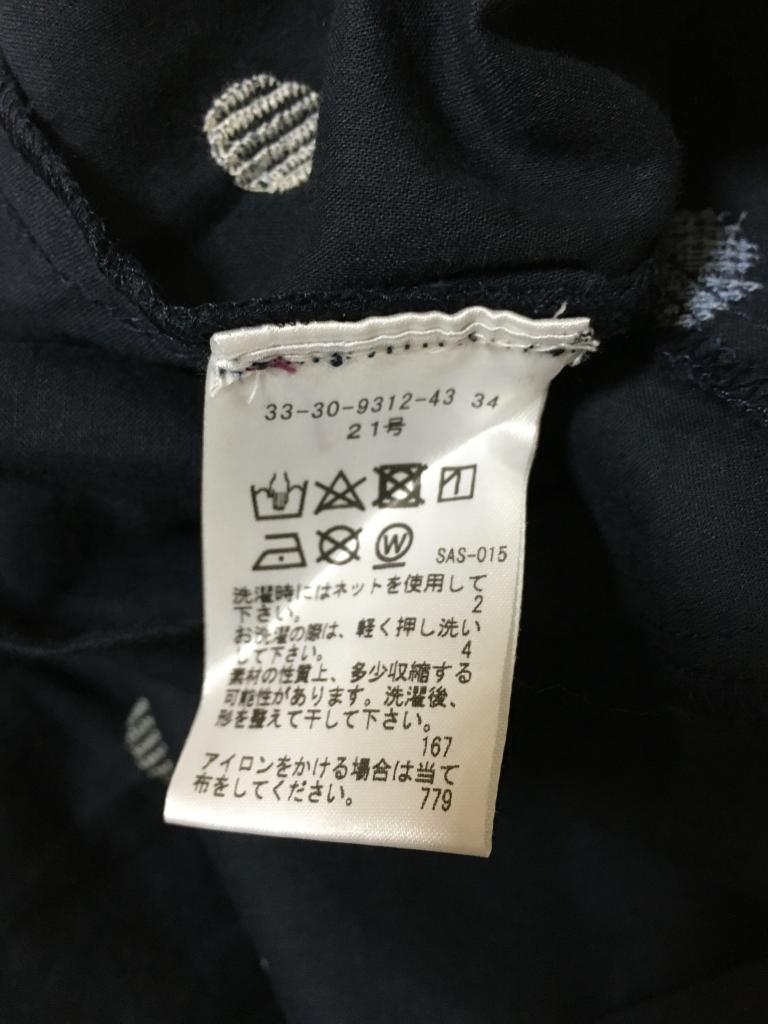 33-30-9312-43 34
21号
W
SAS-015
洗濯時にはネットを使用して
下さい。 2
お洗濯の際は、軽く押し洗い
して下さい。 4
素材の性質上、多少収縮する
可能性があります。洗濯後、
形を整えて干して下さい。
167
アイロンをかける場合は当て
布をしてください。 779